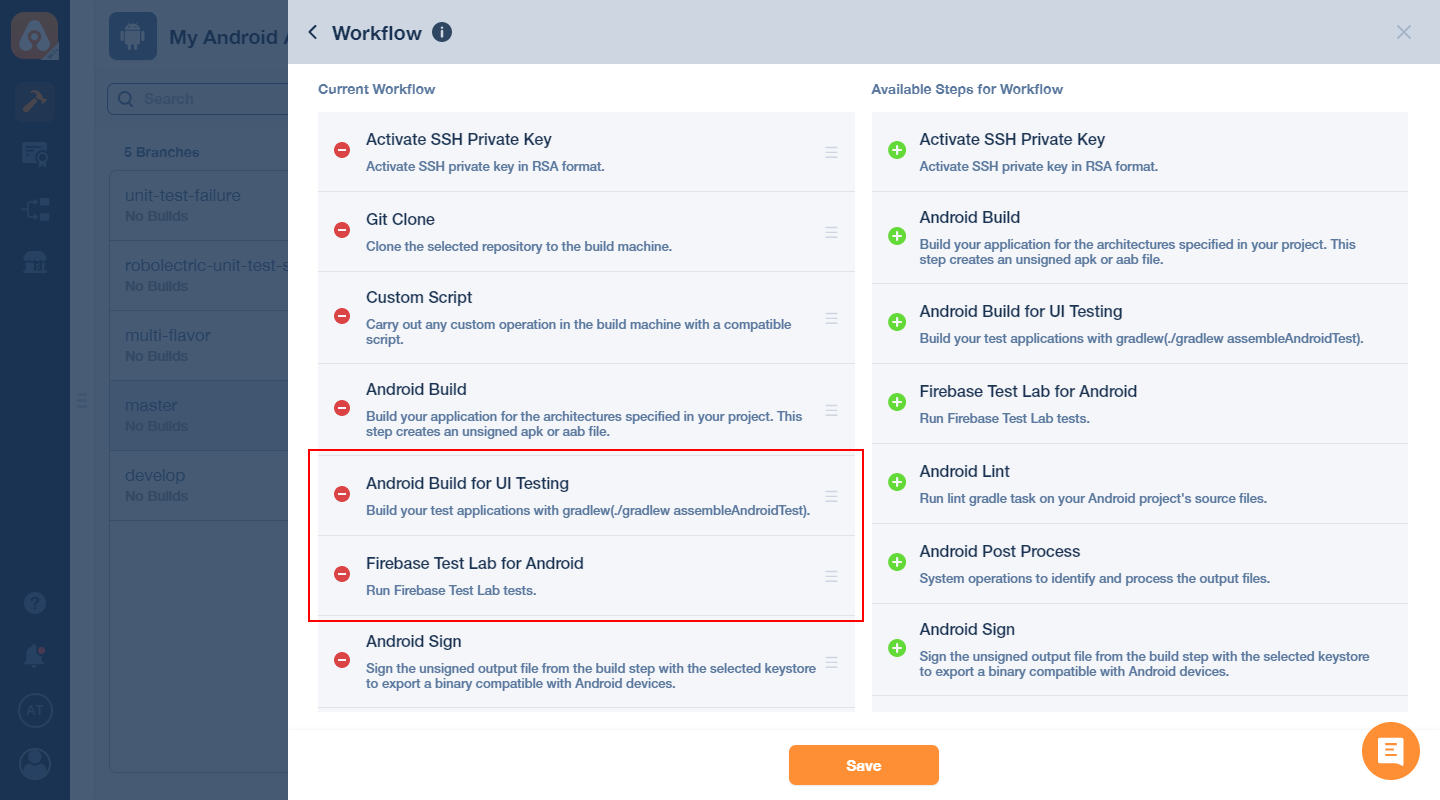 My Android A
Search
5 Branches
unit-test-failure
No Builds
robolectric-unit-test-s
No Builds
multi-flavor
No Builds
master
No Builds
develop
No Builds
?
AT
Workflow i
Current Workflow
Activate SSH Private Key
Activate SSH private key in RSA format.
Git Clone
Clone the selected repository to the build machine.
Custom Script
Carry out any custom operation in the build machine with a compatible
script.
Android Build
Build your application for the architectures specified in your project. This
step creates an unsigned apk or aab file.
Android Build for UI Testing
Build your test applications with gradlew(./gradlew assembleAndroidTest).
Firebase Test Lab for Android
Run Firebase Test Lab tests.
Android Sign
Sign the unsigned output file from the build step with the selected keystore
to export a binary compatible with Android devices.
Available Steps for Workflow
Activate SSH Private Key
Activate SSH private key in RSA format.
Android Build
Build your application for the architectures specified in your project. This
step creates an unsigned apk or aab file.
Android Build for UI Testing
Build your test applications with gradlew(./gradlew assembleAndroidTest).
Firebase Test Lab for Android
Run Firebase Test Lab tests.
Android Lint
Run lint gradle task on your Android project's source files.
Android Post Process
System operations to identify and process the output files.
Android Sign
Sign the unsigned output file from the build step with the selected keystore
to export a binary compatible with Android devices.
Save